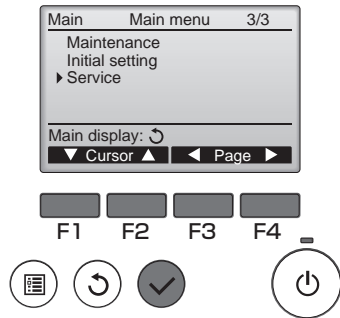 Main Main menu 3/3
Maintenance
Initial setting
Service
Main display:
Cursor Page
F1 F2 F3 F4